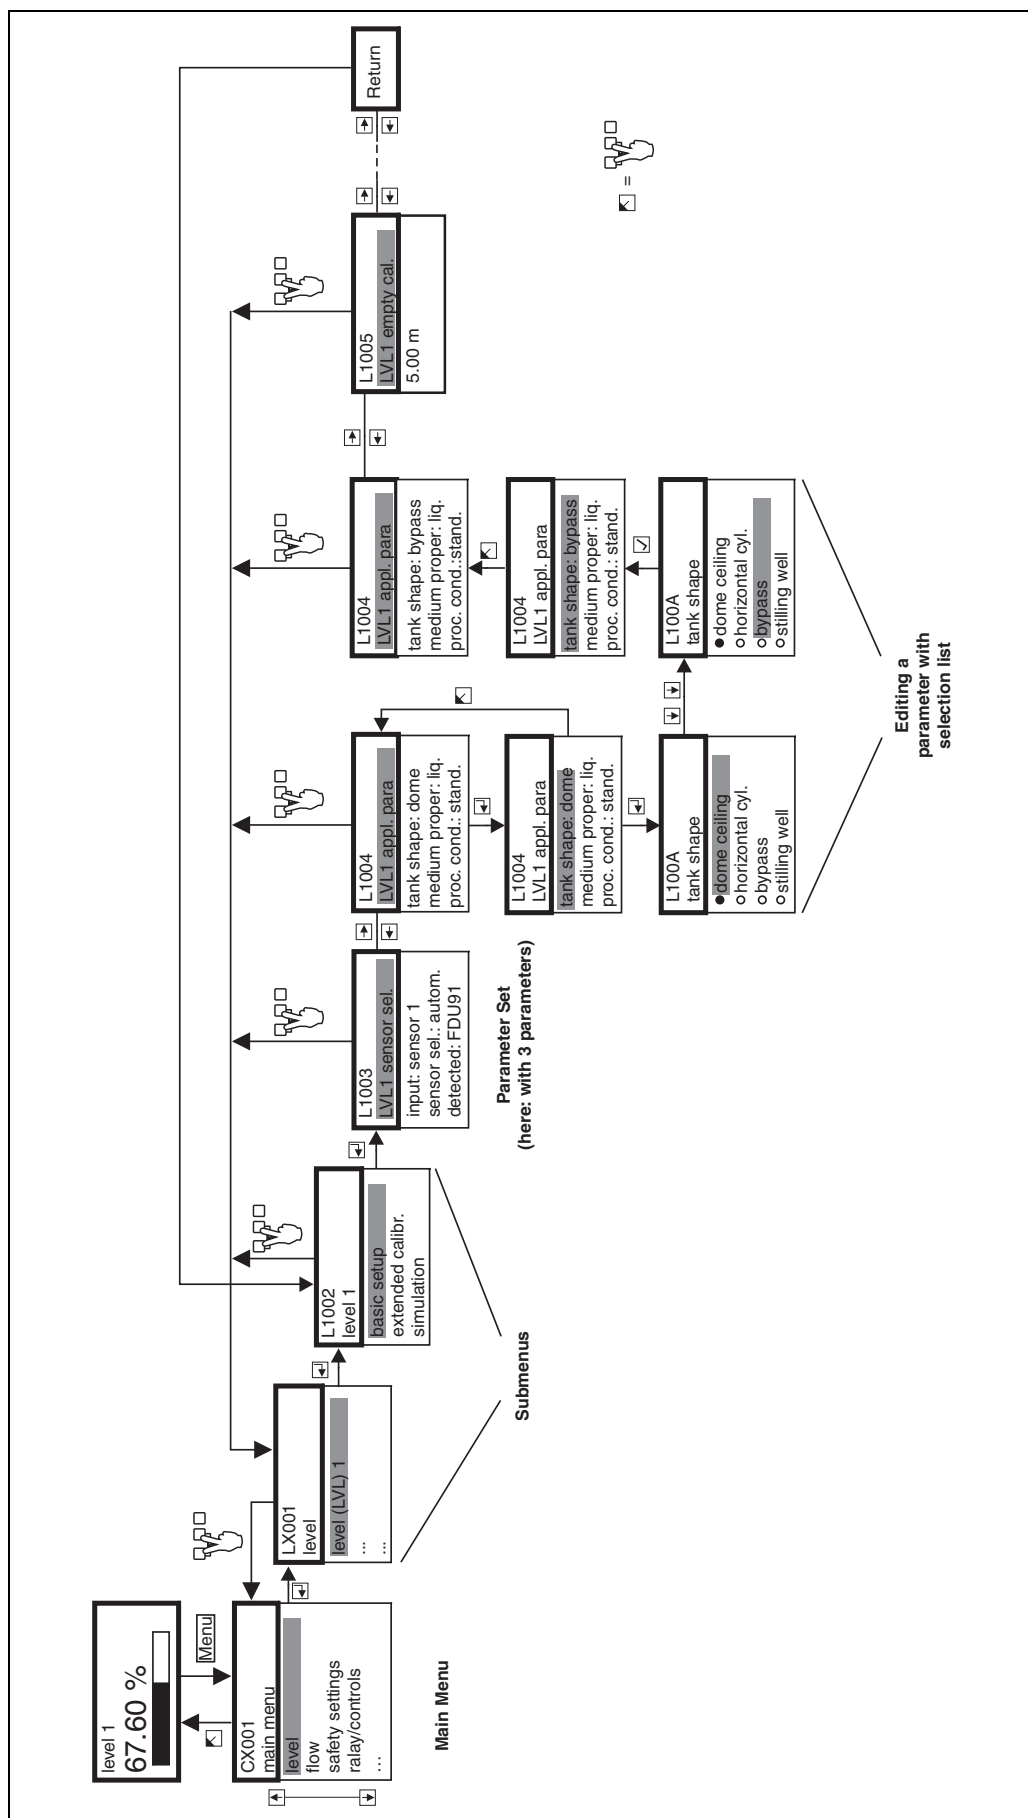 level 1
67.60 %
Menu
CX001
main menu
level
flow
safety settings
ralay/controls
...
Main Menu
LX001
level
level (LVL) 1
...
...
L1002
level 1
basic setup
extended calibr.
simulation
Submenus
L1003
LVL1 sensor sel.
input: sensor 1
sensor sel.: autom.
detected: FDU91
Parameter Set
(here: with 3 parameters)
L1004
LVL1 appl. para
tank shape: dome
medium proper: liq.
proc. cond.: stand.
L1004
LVL1 appl. para
tank shape: dome
medium proper: liq.
proc. cond.: stand.
L100A
tank shape
dome ceiling
horizontal cyl.
bypass
stilling well
L1004
LVL1 appl. para
tank shape: bypass
medium proper: liq.
proc. cond.:stand.
L1004
LVL1 appl. para
tank shape: bypass
medium proper: liq.
proc. cond.: stand.
L100A
tank shape
dome ceiling
horizontal cyl.
bypass
stilling well
Editing a
parameter with
selection list
L1005
LVL1 empty cal.
5.00 m
Return
=